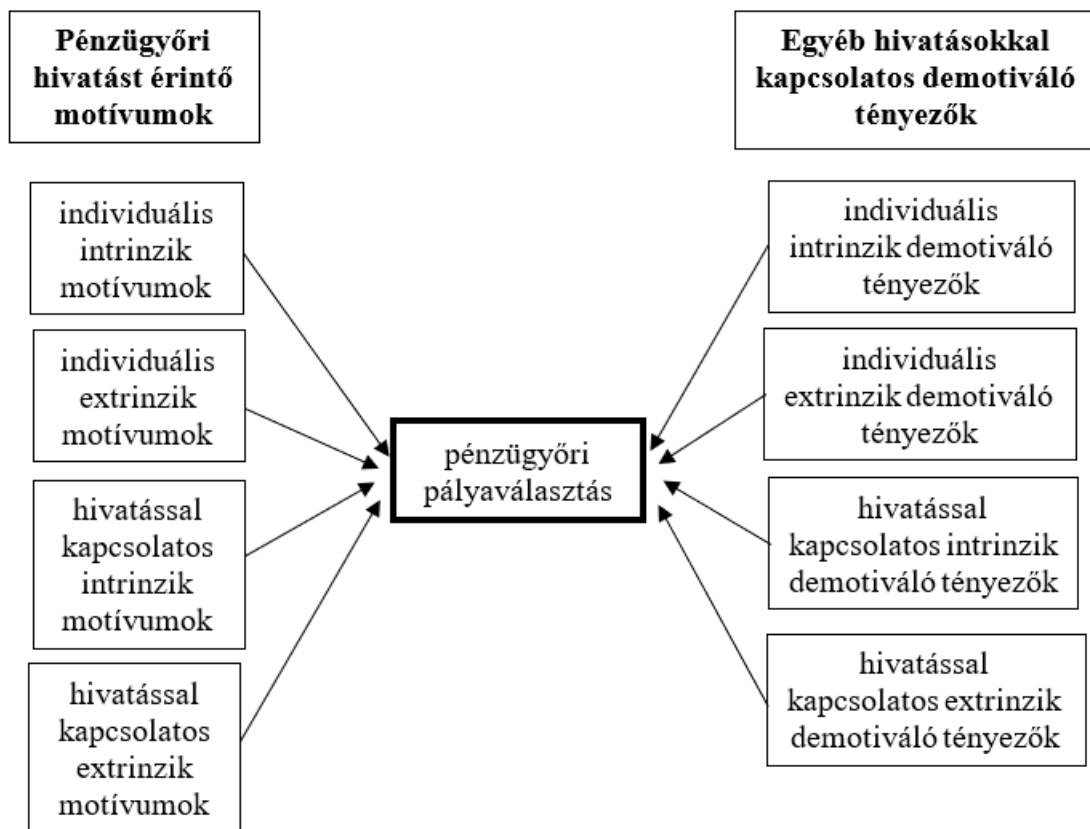 Pénzügyőri
hivatást érintő
motívumok
individuális
intrinzik
motívumok
individuális
extrinzik
motívumok
hivatással
kapcsolatos
intrinzik
motívumok
hivatással
kapcsolatos
extrinzik
motívumok
pénzügyőri
pályaválasztás
Egyéb hivatásokkal
kapcsolatos demotiváló
tényezők
individuális
intrinzik demotiváló
tényezők
individuális
extrinzik demotiváló
tényezők
hivatással
kapcsolatos intrinzik
demotiváló tényezők
hivatással
kapcsolatos extrinzik
demotiváló tényezők